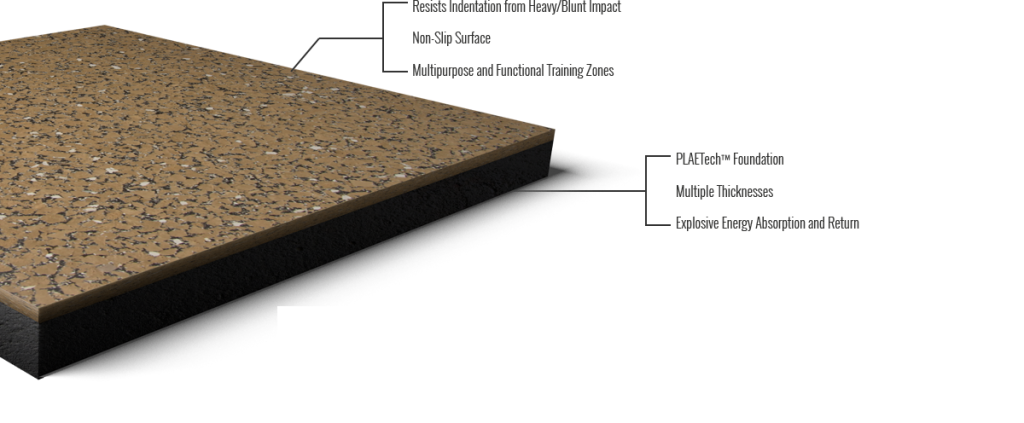 Resists Indentation from Heavy/Blunt Impact
Non-Slip Surface
Multipurpose and Functional Training Zones
PLAETech™ Foundation
Multiple Thicknesses
Explosive Energy Absorption and Return